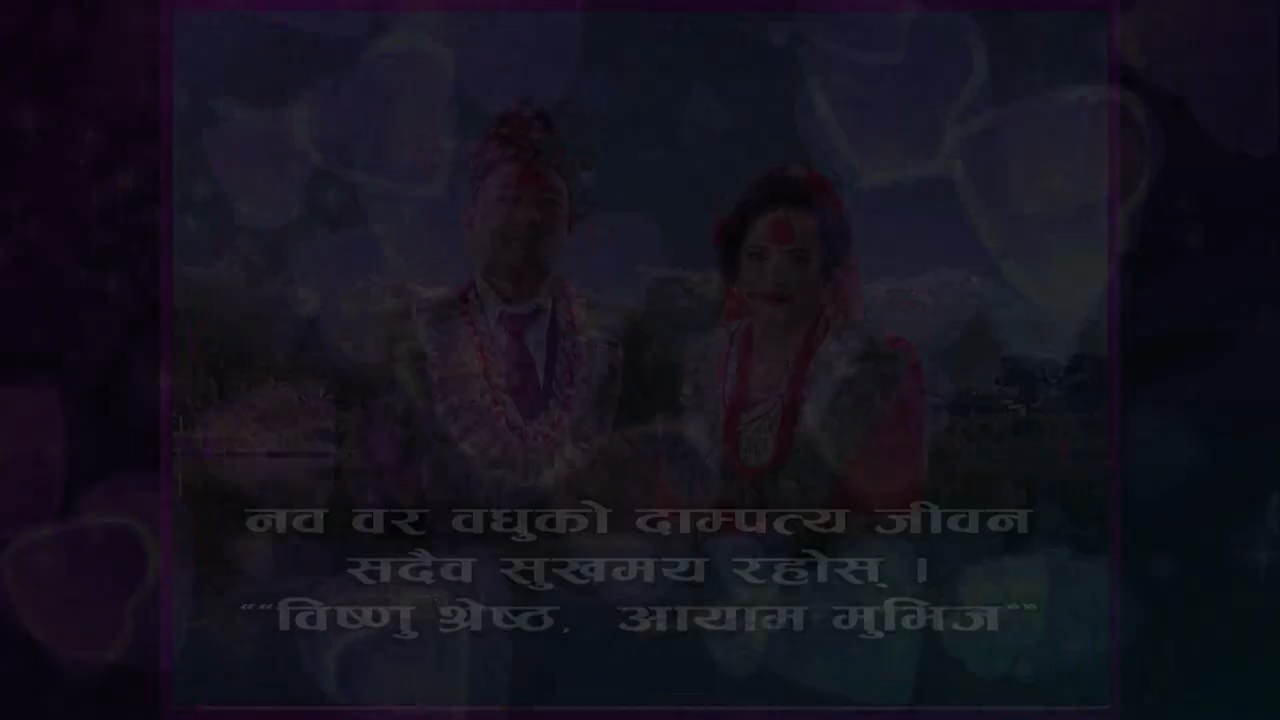 नव वर वधुको दाम्पत्य जीवन
सदैव सुखमय रहोस् ।
““विष्णु श्रेष्ठ, आयाम मुभिज””